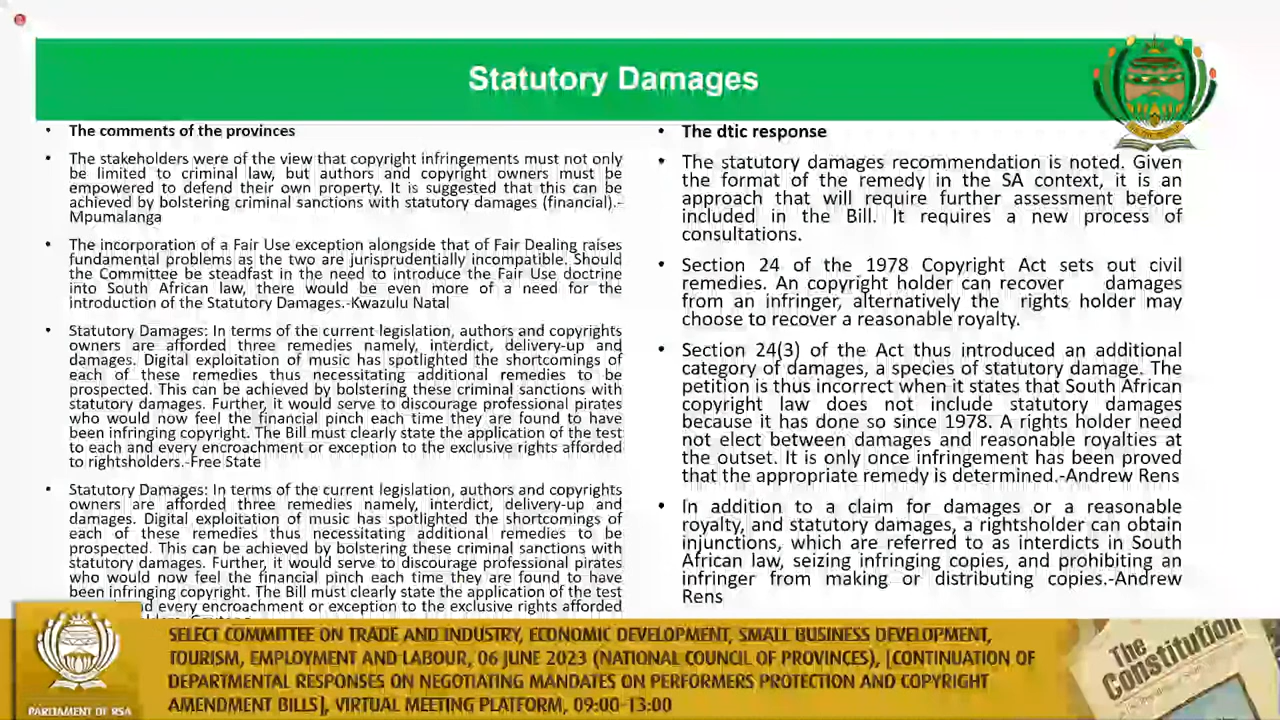 Statutory Damages
• The comments of the provinces
• The stakeholders were of the view that copyright infringements must not only
be limited to criminal law, but authors and copyright owners must be
empowered to defend their own property. It is suggested that this can be
achieved by bolstering criminal sanctions with statutory damages (financial).-
Mpumalanga
• The incorporation of a Fair Use exception alongside that of Fair Dealing raises
fundamental problems as the two are jurisprudentially incompatible. Should
the Committee be steadfast in the need to introduce the Fair Use doctrine
into South African law, there would be even more of a need for the
introduction of the Statutory Damages.-Kwazulu Natal
• Statutory Damages: In terms of the current legislation, authors and copyrights
owners are afforded three remedies namely, interdict, delivery-up and
damages. Digital exploitation of music has spotlighted the shortcomings of
each of these remedies thus necessitating additional remedies to be
prospected. This can be achieved by bolstering these criminal sanctions with
statutory damages. Further, it would serve to discourage professional pirates
who would now feel the financial pinch each time they are found to have
been infringing copyright. The Bill must clearly state the application of the test
to each and every encroachment or exception to the exclusive rights afforded
to rightsholders.-Free State
• Statutory Damages: In terms of the current legislation, authors and copyrights
owners are afforded three remedies namely, interdict, delivery-up and
damages. Digital exploitation of music has spotlighted the shortcomings of
each of these remedies thus necessitating additional remedies to be
prospected. This can be achieved by bolstering these criminal sanctions with
statutory damages. Further, it would serve to discourage professional pirates
who would now feel the financial pinch each time they are found to have
been infringing copyright. The Bill must clearly state the application of the test
every encroachment or exception to the exclusive rights afforded
• The dtic response
• The statutory damages recommendation is noted. Given
the format of the remedy in the SA context, it is an
approach that will require further assessment before
included in the Bill. It requires a new process of
consultations.
• Section 24 of the 1978 Copyright Act sets out civil
remedies. An copyright holder can recover damages
from an infringer, alternatively the rights holder may
choose to recover a reasonable royalty.
• Section 24(3) of the Act thus introduced an additional
category of damages, a species of statutory damage. The
petition is thus incorrect when it states that South African
copyright law does not include statutory damages
because it has done so since 1978. A rights holder need
not elect between damages and reasonable royalties at
the outset. It is only once infringement has been proved
that the appropriate remedy is determined.-Andrew Rens
• In addition to a claim for damages or a reasonable
royalty, and statutory damages, a rightsholder can obtain
injunctions, which are referred to as interdicts in South
African law, seizing infringing copies, and prohibiting an
infringer from making or distributing copies.-Andrew
Rens
PARLIAMENT OF RSA
SELECT COMMITTEE ON TRADE AND INDUSTRY, ECONOMIC DEVELOPMENT, SMALL BUSINESS DEVELOPMENT,
TOURISM, EMPLOYMENT AND LABOUR, 06 JUNE 2023 (NATIONAL COUNCIL OF PROVINCES), [CONTINUATION OF
DEPARTMENTAL RESPONSES ON NEGOTIATING MANDATES ON PERFORMERS PROTECTION AND COPYRIGHT
AMENDMENT BILLS], VIRTUAL MEETING PLATFORM, 09:00-13:00
The
Constitution